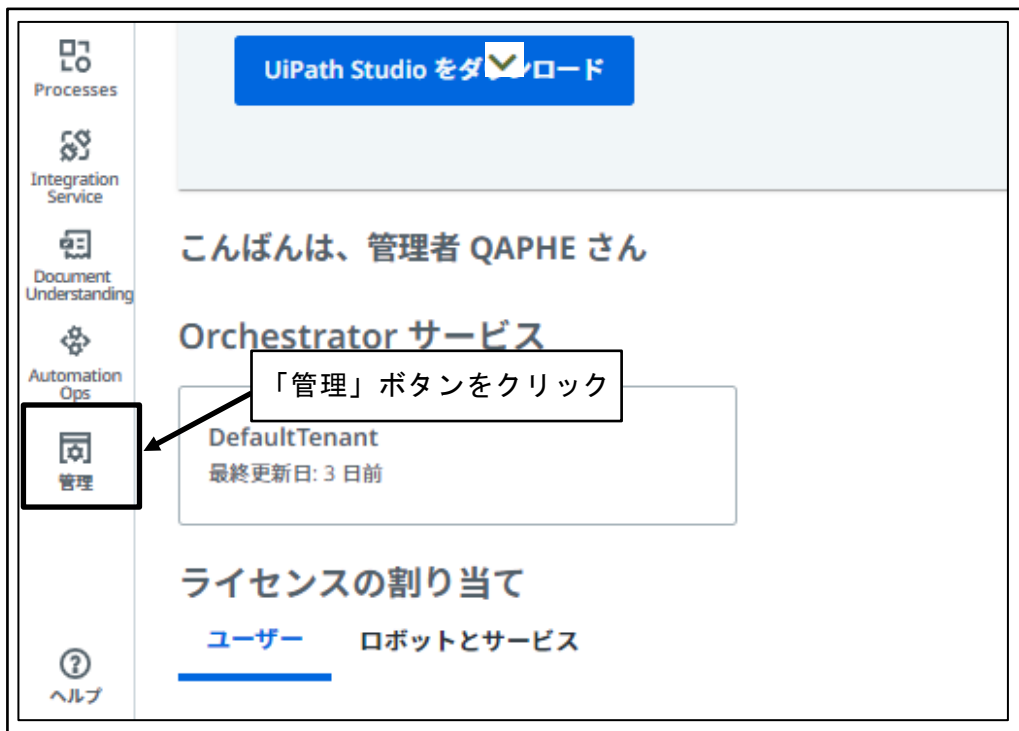 Processes
Integration
Service
Document
Understanding
Automation
Ops
管理
ヘルプ
UiPath Studio をダウンロード
こんばんは、管理者 QAPHE さん
Orchestrator サービス
「管理」ボタンをクリック
DefaultTenant
最終更新日: 3 日前
ライセンスの割り当て
ユーザー ロボットとサービス